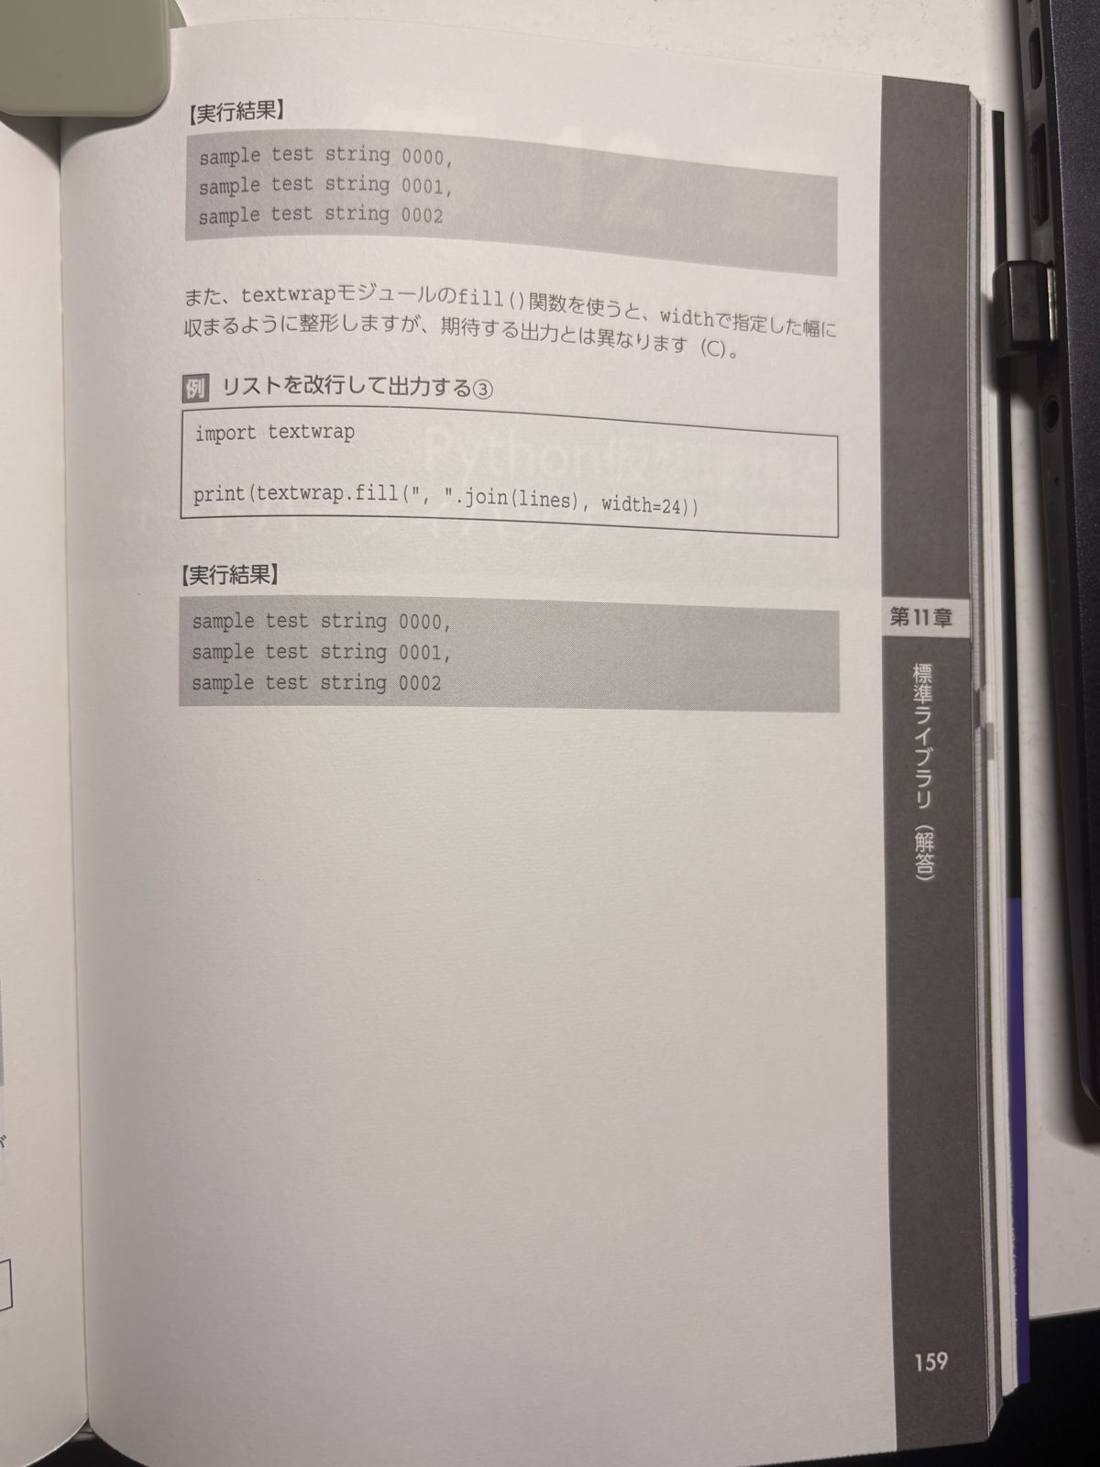 【実行結果】
sample test string 0000,
sample test string 0001,
sample test string 0002
また、textwrapモジュールのfill()関数を使うと、widthで指定した幅に
収まるように整形しますが、期待する出力とは異なります（C）。
例 リストを改行して出力する③
import textwrap
print(textwrap.fill(", ".join(lines), width=24))
【実行結果】
sample test string 0000,
sample test string 0001,
sample test string 0002
第11章
標準ライブラリ（解答）
159